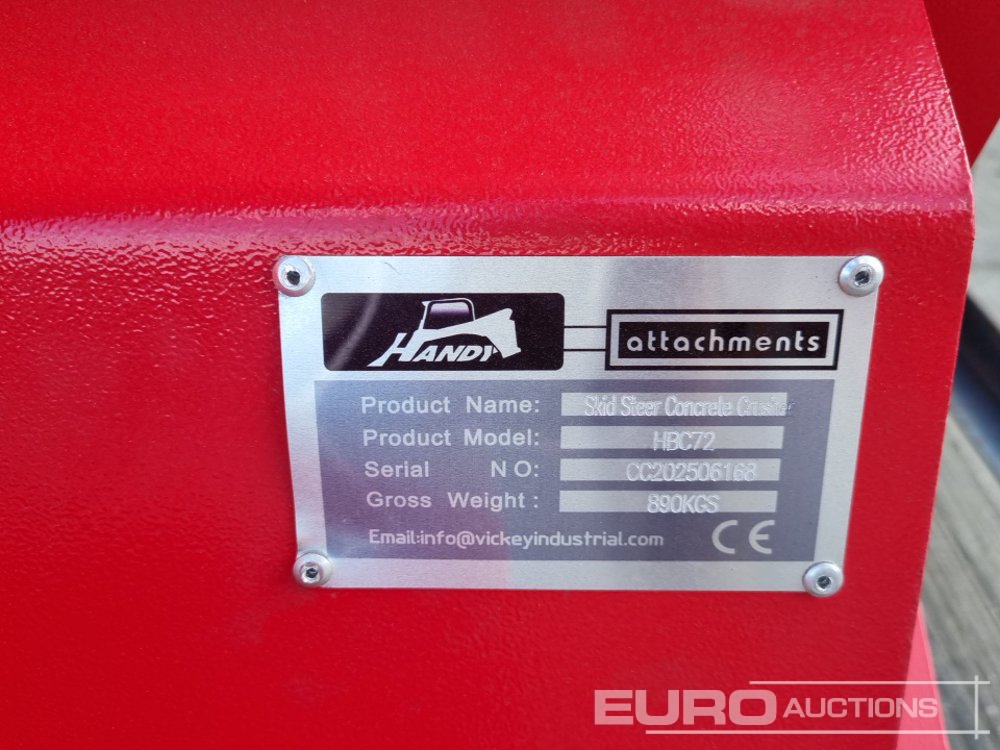 HANDY attachments
Product Name: Skid Steer Concrete Crusher
Product Model: HBC72
Serial NO: CC202506168
Gross Weight: 890KGS
Email:info@vickeyindustrial.com CE
EURO AUCTIONS